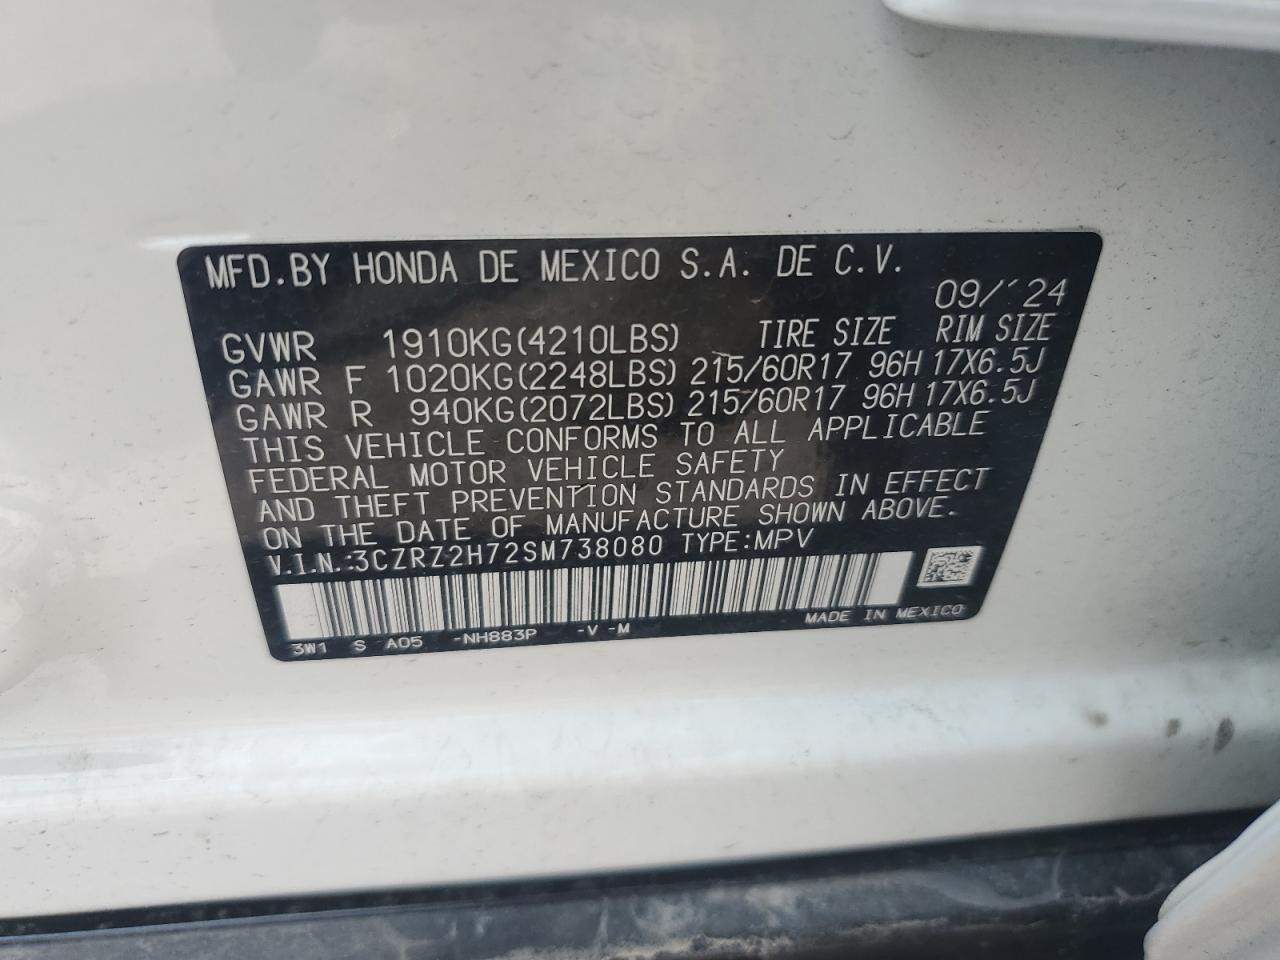 MFD.BY HONDA DE MEXICO S.A. DE C.V.
09/24
GVWR 1910KG(4210LBS) TIRE SIZE RIM SIZE
GAWR F 1020KG(2248LBS) 215/60R17 96H 17X6.5J
GAWR R 940KG(2072LBS) 215/60R17 96H 17X6.5J
THIS VEHICLE CONFORMS TO ALL APPLICABLE
FEDERAL MOTOR VEHICLE SAFETY
AND THEFT PREVENTION STANDARDS IN EFFECT
ON THE DATE OF MANUFACTURE SHOWN ABOVE.
V.I.N.:3CZRZ2H72SM738080 TYPE:MPV
3W1 S A05 -NH883P -V -M MADE IN MEXICO